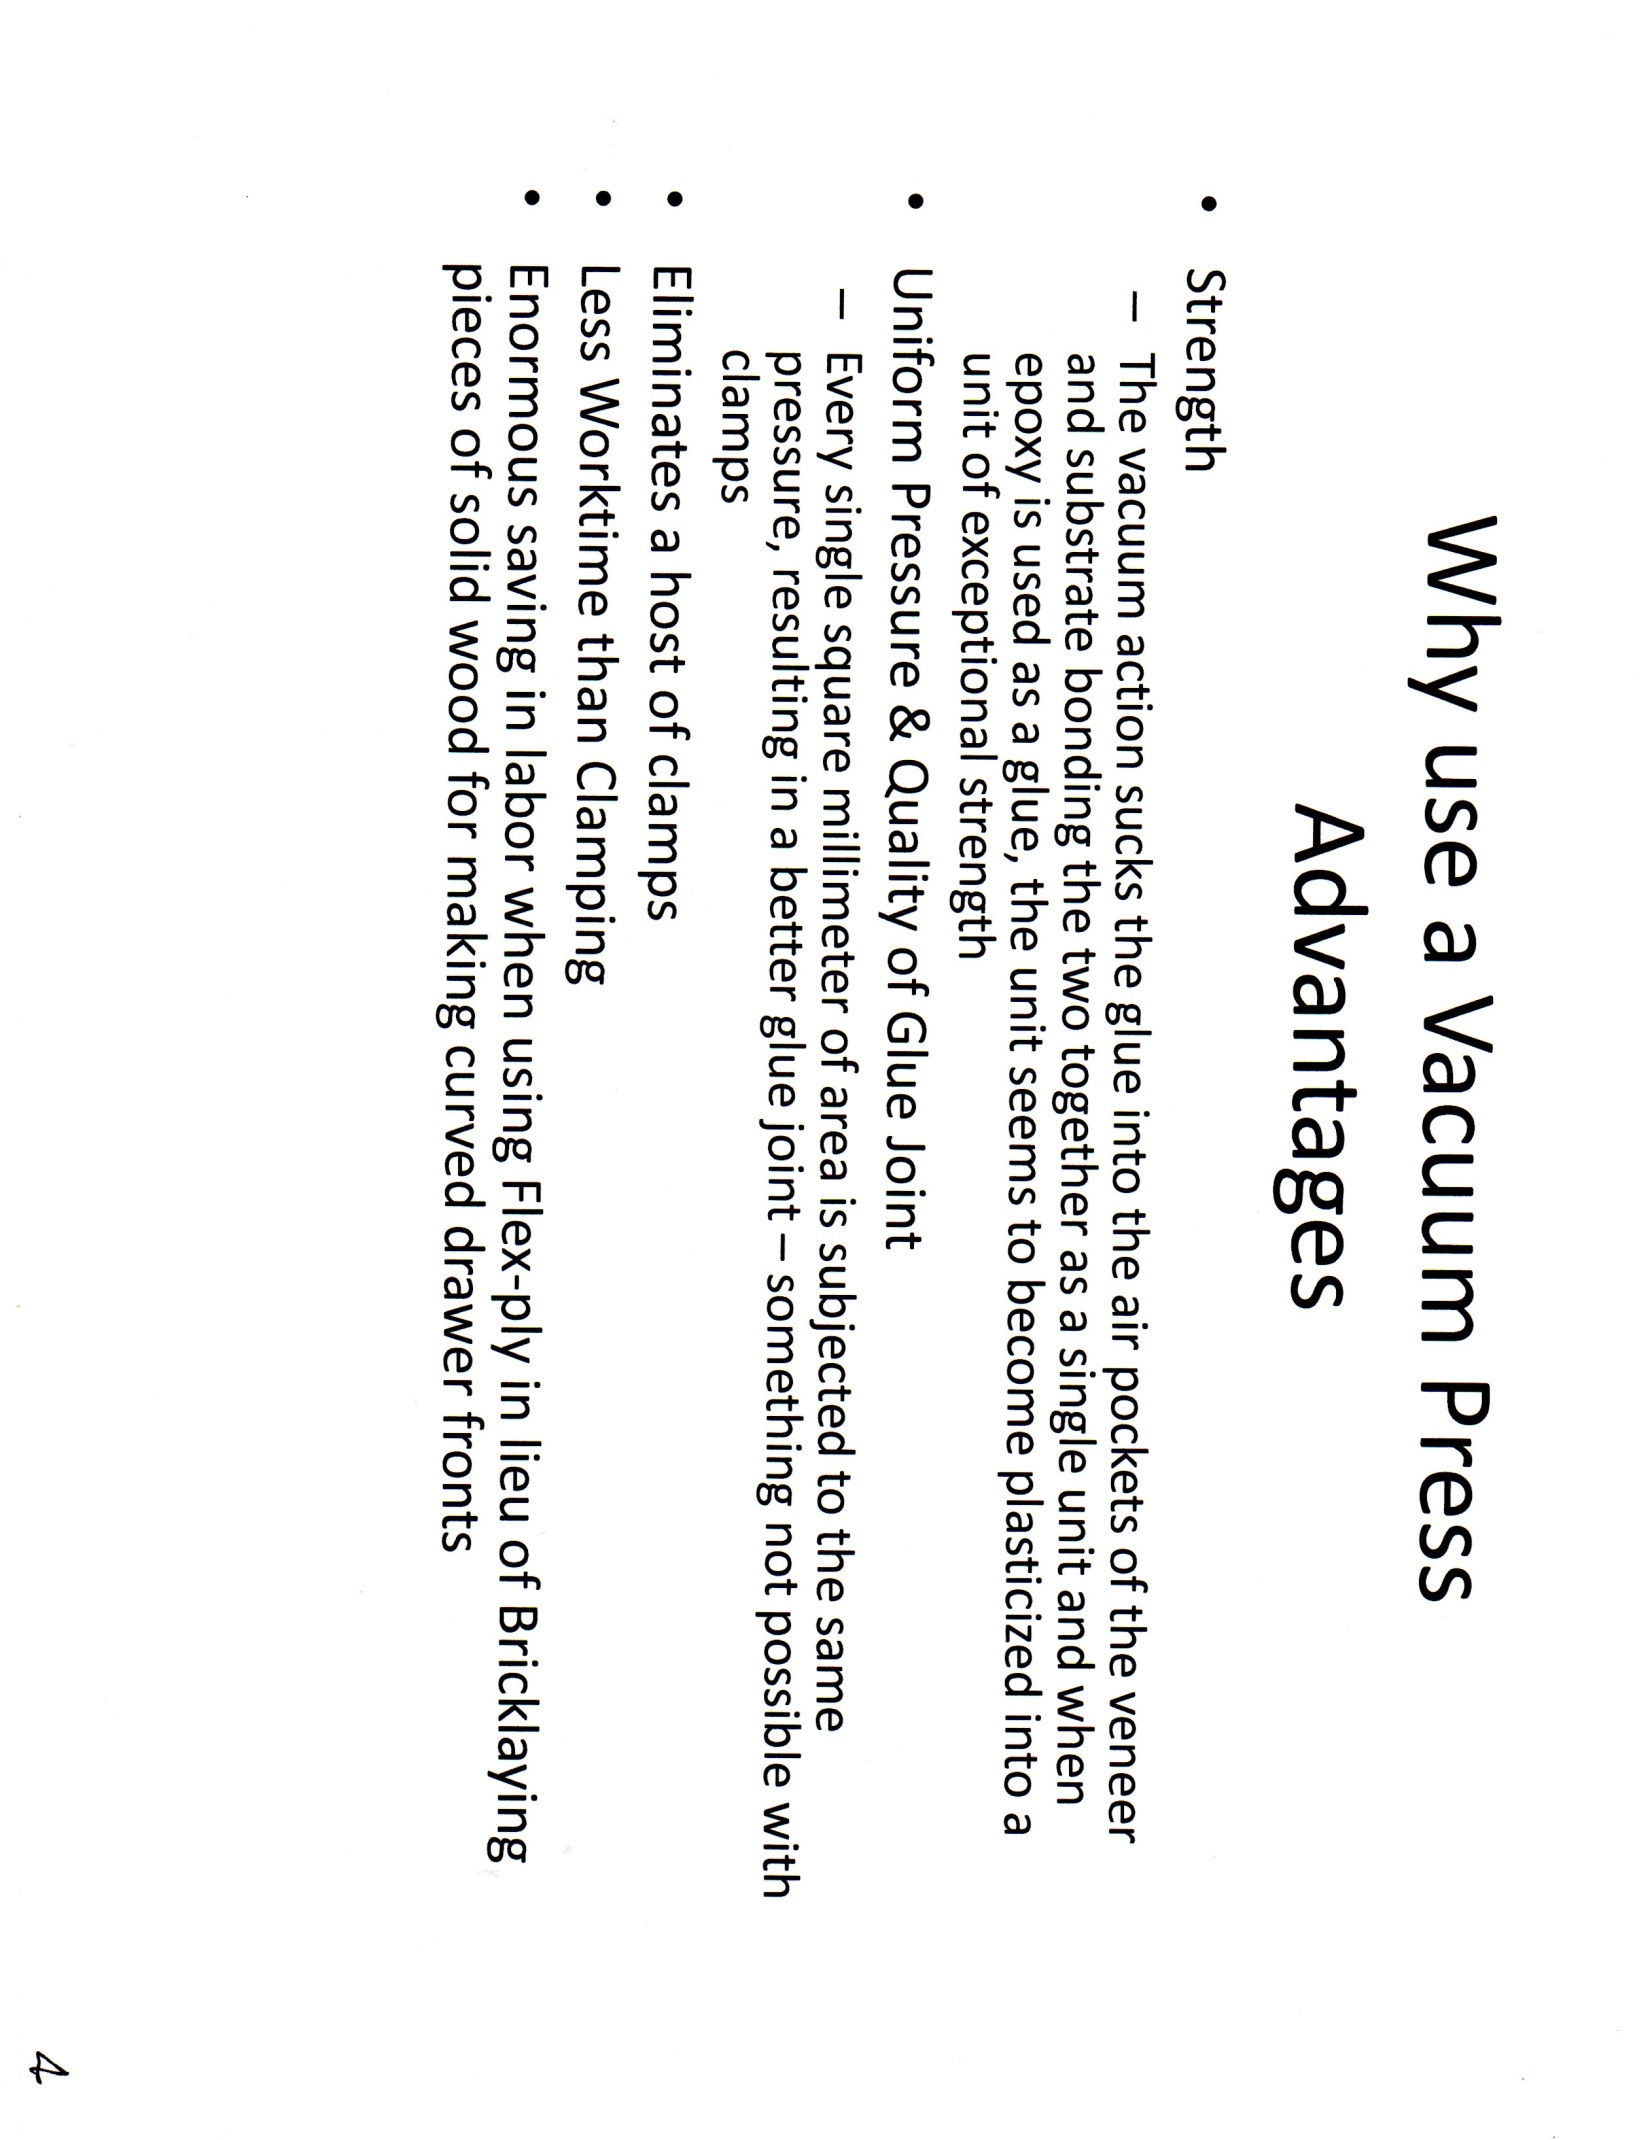 Why use a Vacuum Press
Advantages
• Strength
– The vacuum action sucks the glue into the air pockets of the veneer
and substrate bonding the two together as a single unit and when
epoxy is used as a glue, the unit seems to become plasticized into a
unit of exceptional strength
• Uniform Pressure & Quality of Glue Joint
– Every single square millimeter of area is subjected to the same
pressure, resulting in a better glue joint – something not possible with
clamps
• Eliminates a host of clamps
• Less Worktime than Clamping
• Enormous saving in labor when using Flex-ply in lieu of Bricklaying
pieces of solid wood for making curved drawer fronts
4